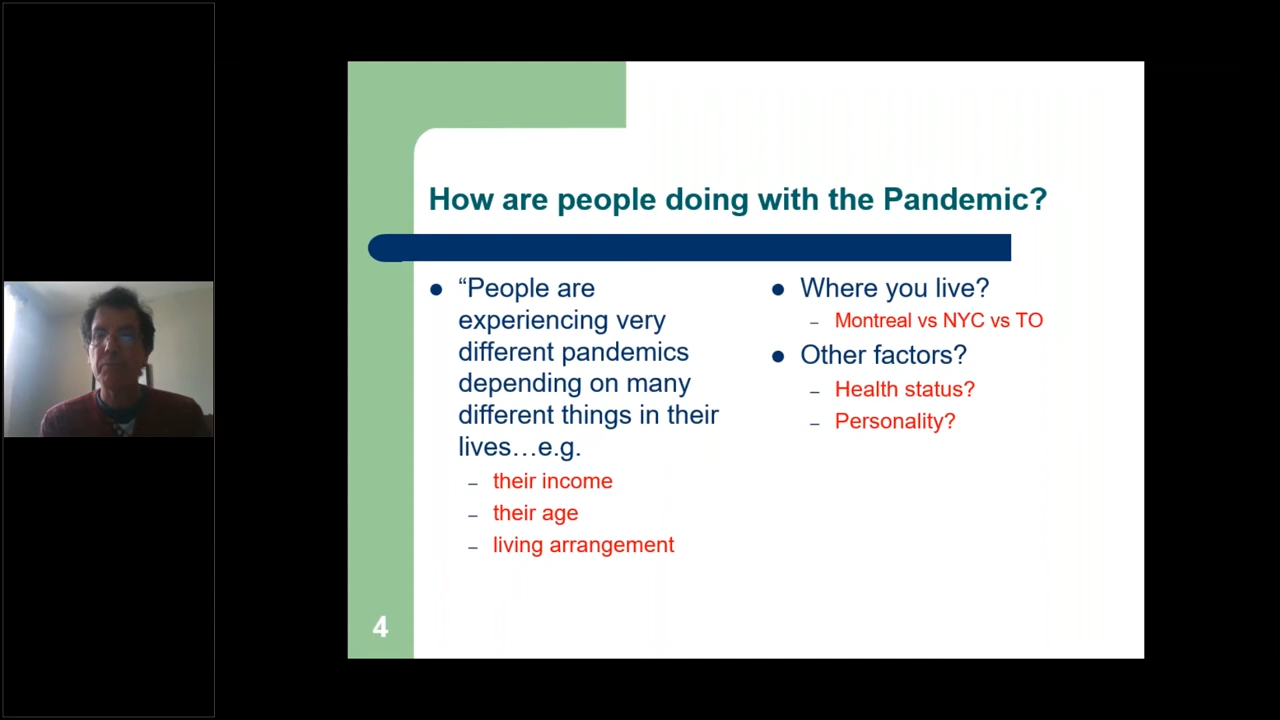 How are people doing with the Pandemic?
“People are
experiencing very
different pandemics
depending on many
different things in their
lives…e.g.
– their income
– their age
– living arrangement
Where you live?
– Montreal vs NYC vs TO
Other factors?
– Health status?
– Personality?
4